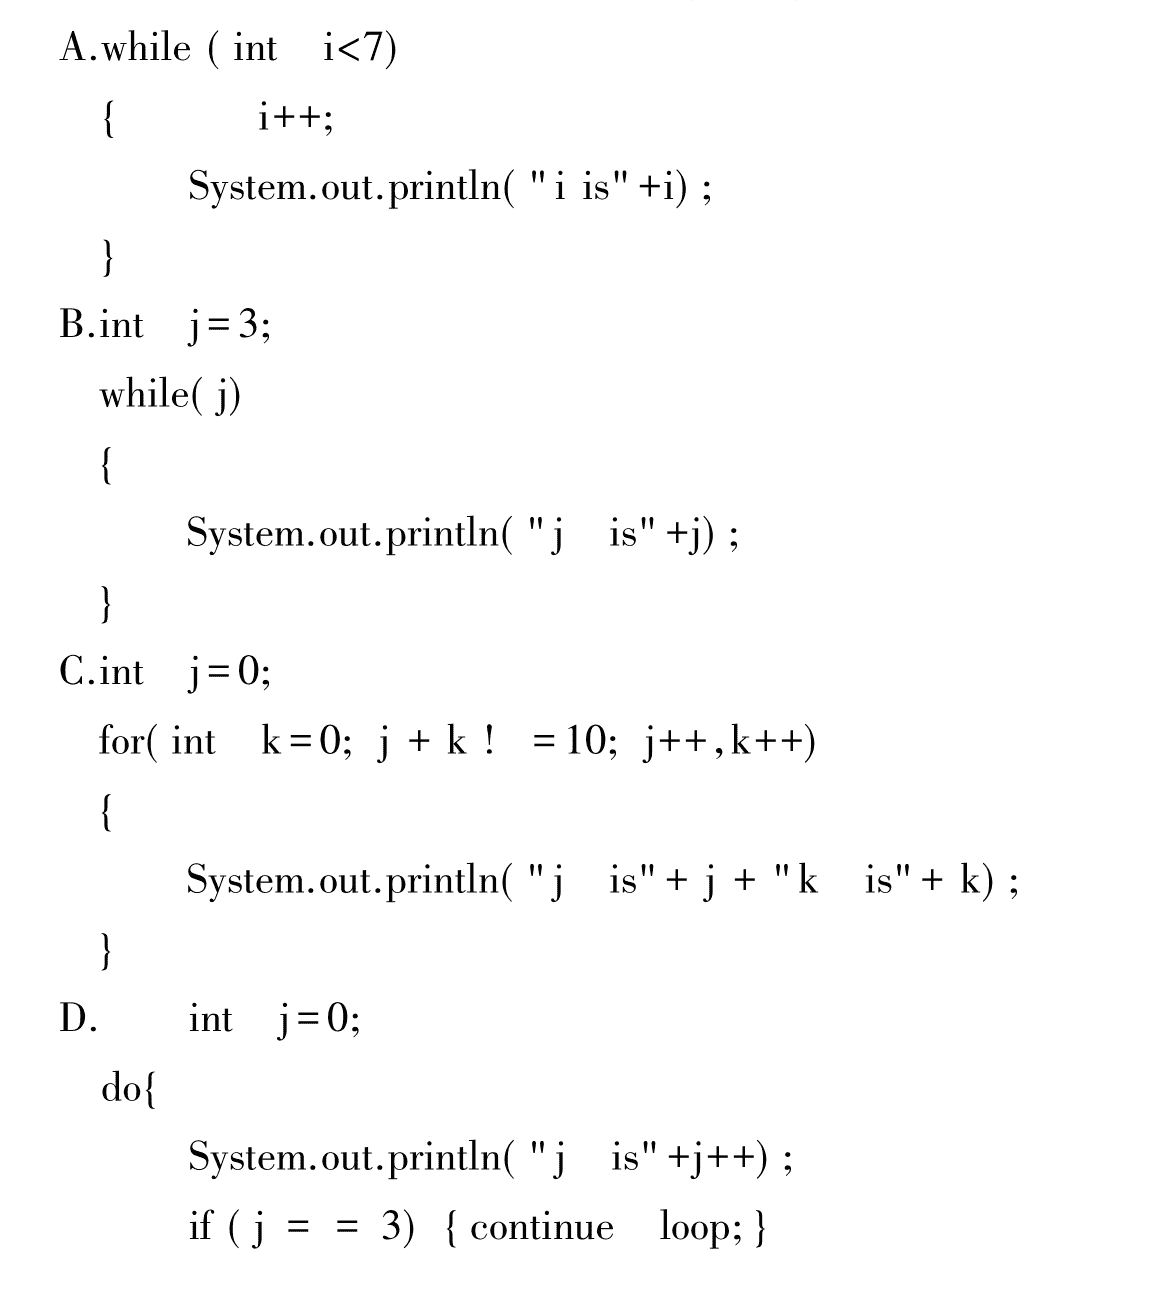 A.while ( int i<7)
{ i++;
System.out.println( "i is"+i) ;
}
B.int j=3;
while( j)
{
System.out.println( "j is"+j) ;
}
C.int j=0;
for( int k=0; j + k ! =10; j++,k++)
{
System.out.println( "j is"+ j + "k is"+ k) ;
}
D. int j=0;
do{
System.out.println( "j is"+j++) ;
if ( j = = 3) { continue loop; }